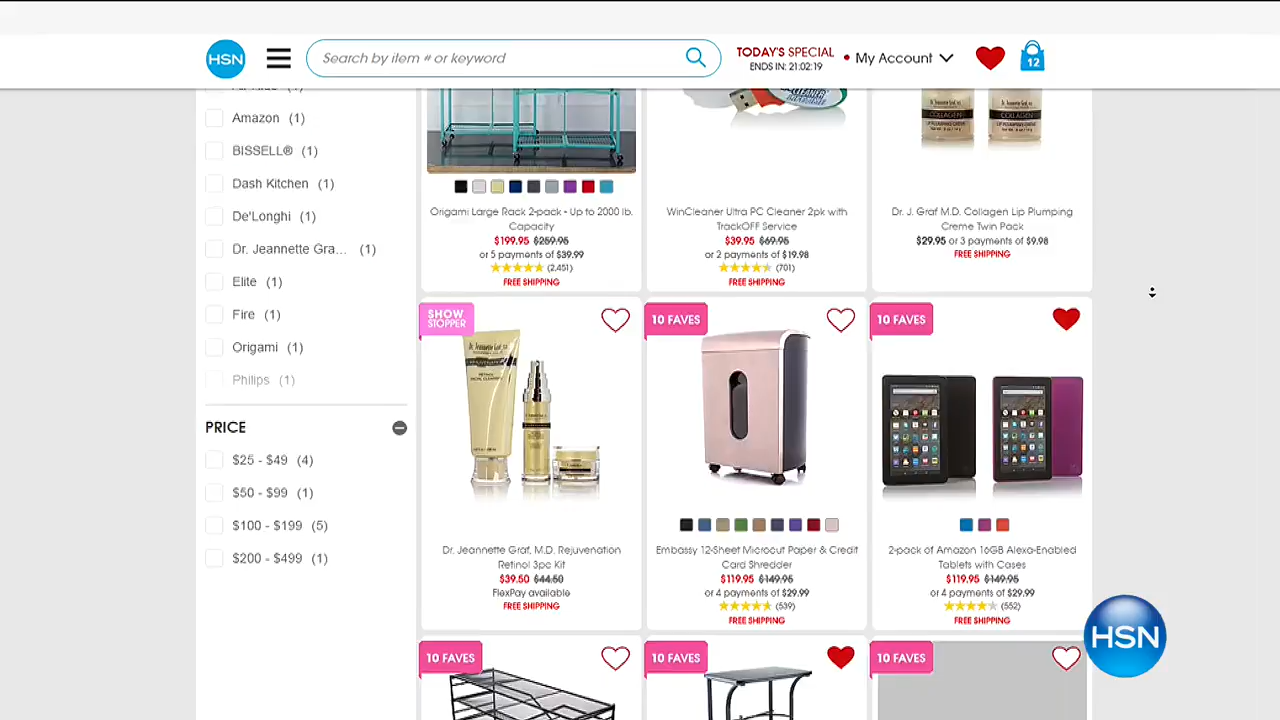 HSN
Search by item # or keyword
TODAY'S SPECIAL
ENDS IN: 21:02:19
My Account
12
Amazon (1)
BISSELL® (1)
Dash Kitchen (1)
De'Longhi (1)
Dr. Jeannette Gra... (1)
Elite (1)
Fire (1)
Origami (1)
Philips (1)
PRICE
$25 - $49 (4)
$50 - $99 (1)
$100 - $199 (5)
$200 - $499 (1)
Origami Large Rack 2-pack - Up to 2000 lb.
Capacity
$199.95 $259.95
or 5 payments of $39.99
(2,451)
FREE SHIPPING
WinCleaner Ultra PC Cleaner 2pk with
TrackOFF Service
$39.95 $69.95
or 2 payments of $19.98
(701)
FREE SHIPPING
COLLAGEN
COLLAGEN
Dr. J. Graf M.D. Collagen Lip Plumping
Creme Twin Pack
$29.95 or 3 payments of $9.98
FREE SHIPPING
SHOW
STOPPER
Dr. Jeannette Graf, M.D. Rejuvenation
Retinol 3pc Kit
$39.50 $44.50
FlexPay available
FREE SHIPPING
10 FAVES
Embassy 12-Sheet Microcut Paper & Credit
Card Shredder
$119.95 $149.95
or 4 payments of $29.99
(539)
FREE SHIPPING
10 FAVES
2-pack of Amazon 16GB Alexa-Enabled
Tablets with Cases
$119.95 $149.95
or 4 payments of $29.99
(552)
FREE SHIPPING
10 FAVES
10 FAVES
10 FAVES
HSN